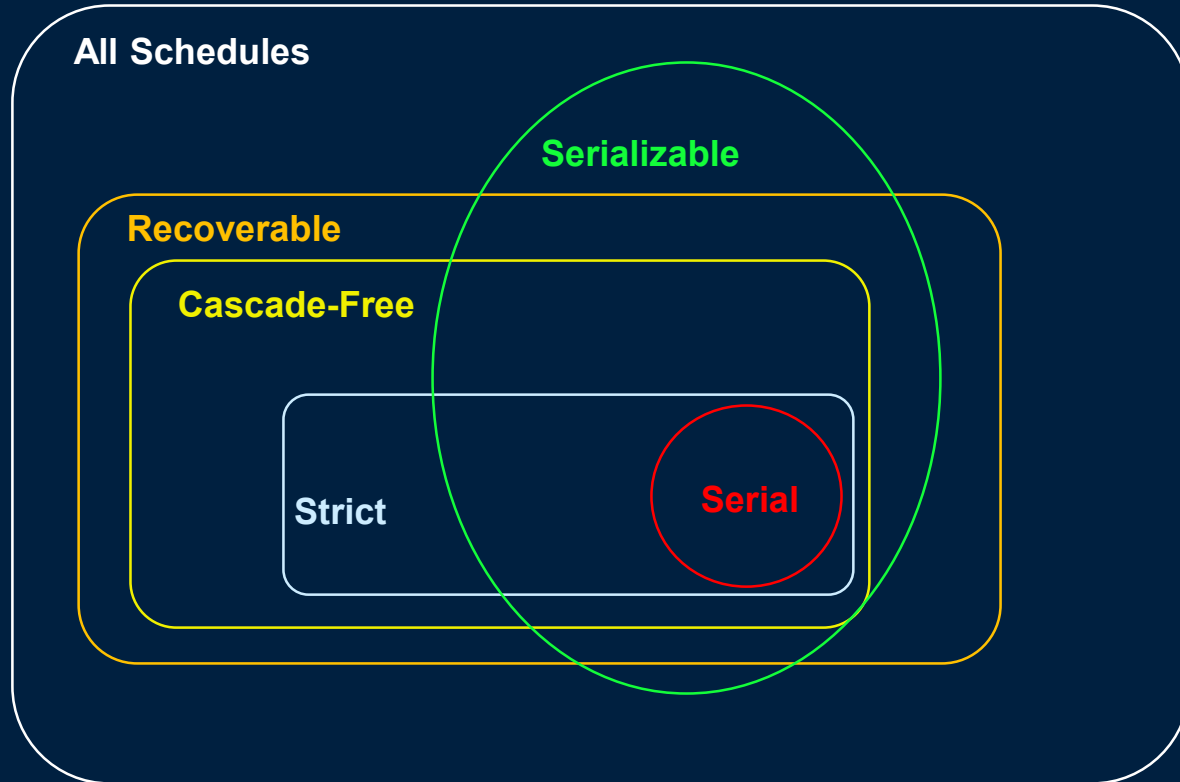 All Schedules
Serializable
Recoverable
Cascade-Free
Strict
Serial